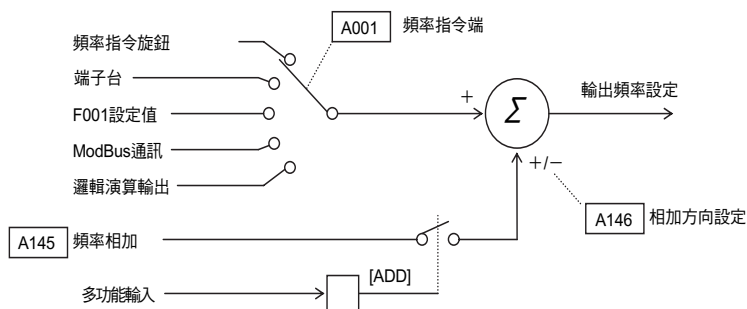 A001 頻率指令端
頻率指令旋鈕
端子台
F001設定值
ModBus通訊
邏輯演算輸出
+
Σ
輸出頻率設定
+/−
A146 相加方向設定
A145 頻率相加
[ADD]
多功能輸入